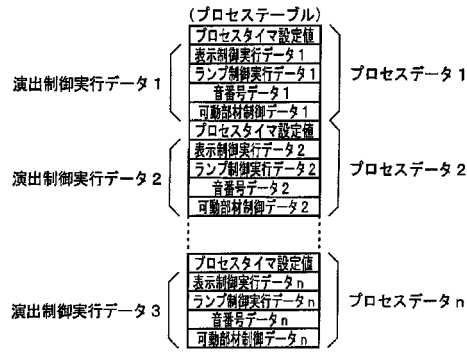 (プロセステーブル)
プロセスタイマ設定値
表示制御実行データ1
ランプ制御実行データ1
音番号データ1
可動部材制御データ1
演出制御実行データ1
プロセスデータ1
プロセスタイマ設定値
表示制御実行データ2
ランプ制御実行データ2
音番号データ2
可動部材制御データ2
演出制御実行データ2
プロセスデータ2
プロセスタイマ設定値
表示制御実行データn
ランプ制御実行データn
音番号データn
可動部材制御データn
演出制御実行データ3
プロセスデータn